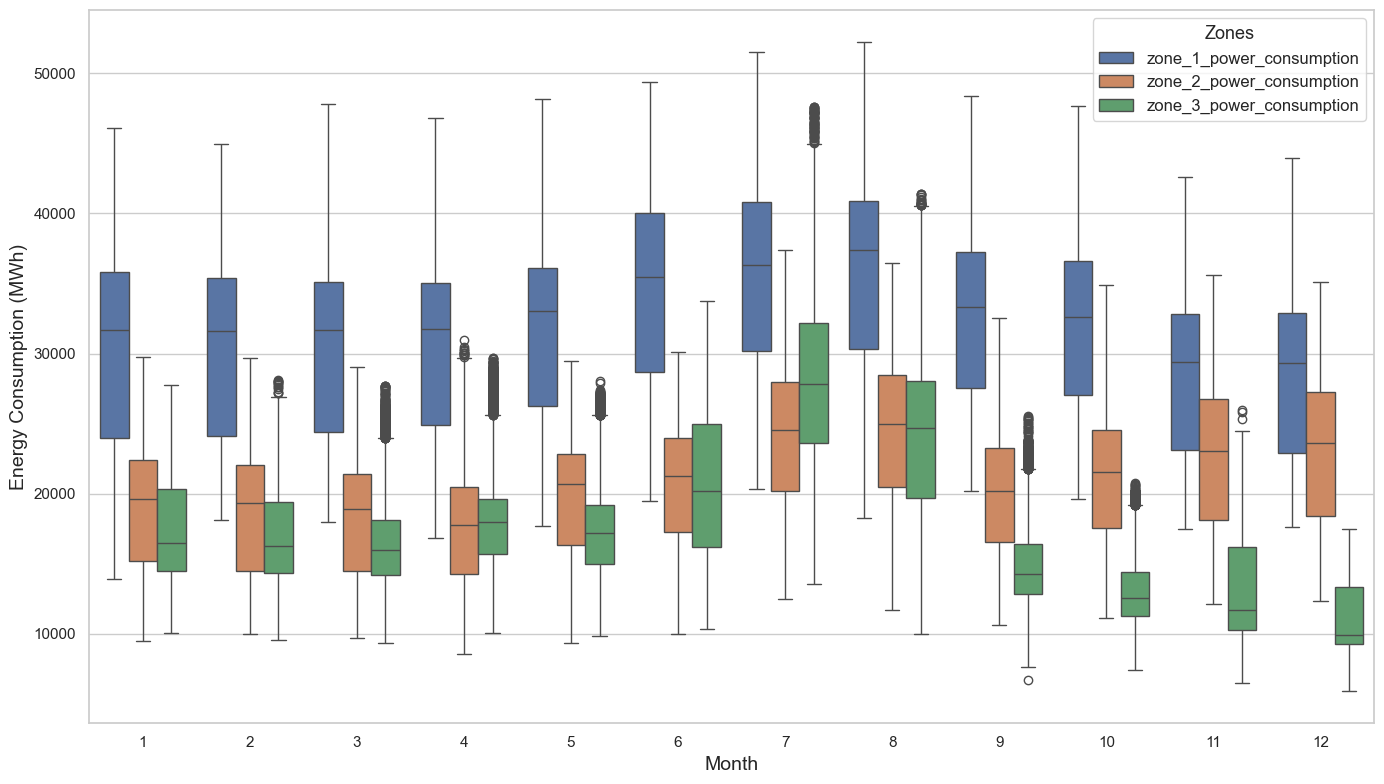 Zones
zone_1_power_consumption
zone_2_power_consumption
zone_3_power_consumption
Energy Consumption (MWh)
50000
40000
30000
20000
10000
1 2 3 4 5 6 7 8 9 10 11 12
Month